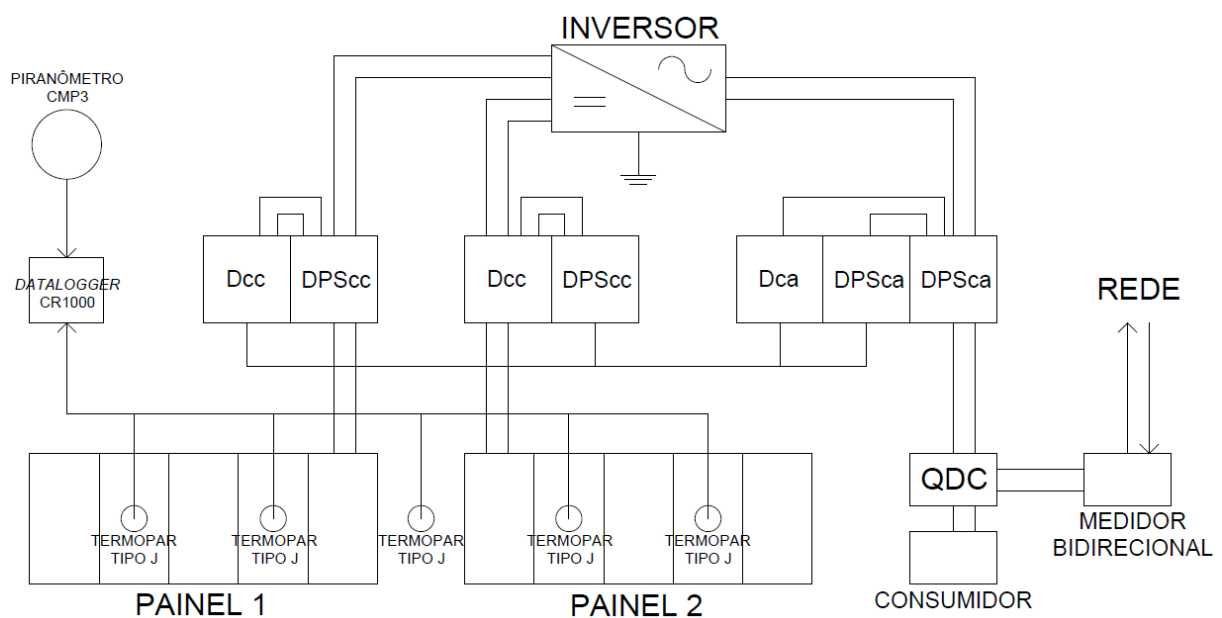 INVERSOR
PIRANÔMETRO
CMP3
DATALOGGER
CR1000
Dcc
DPScc
Dcc
DPScc
Dca
DPSca
DPSca
REDE
TERMOPAR
TIPO J
TERMOPAR
TIPO J
TERMOPAR
TIPO J
TERMOPAR
TIPO J
TERMOPAR
TIPO J
QDC
MEDIDOR
BIDIRECIONAL
CONSUMIDOR
PAINEL 1
PAINEL 2